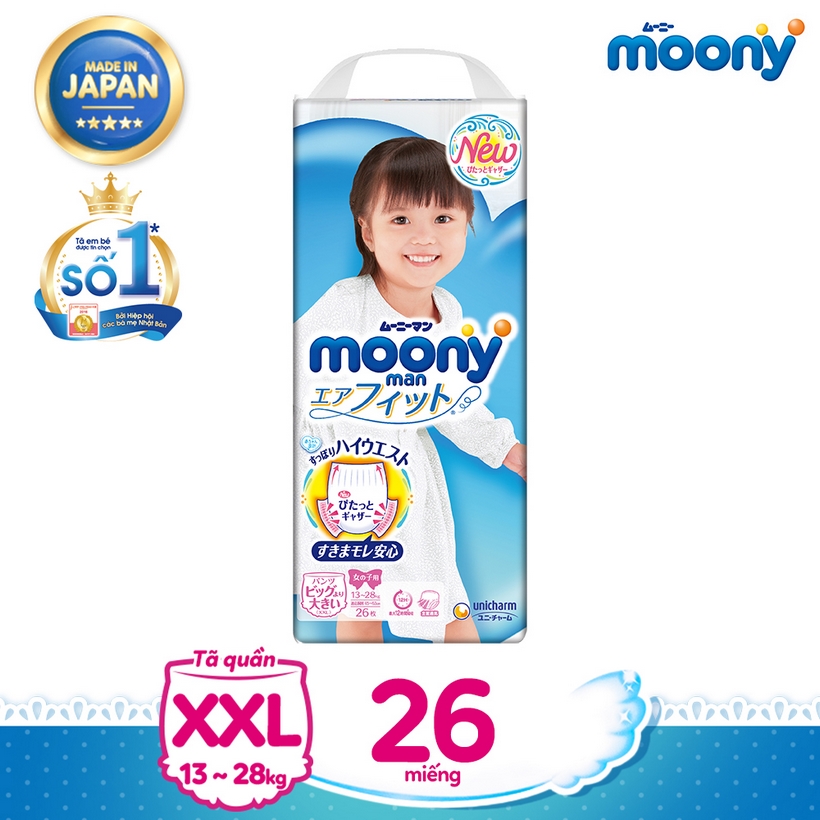 MADE IN
JAPAN
Tã em bé
được tin chọn
số 1*
Bởi Hiệp hội
các bà mẹ Nhật Bản
ムーニー
moony
New
ぴたっとギャザー
ムーニーマン
moony
man
エアフィット
すっぽりハイウエスト
New
ぴたっと
ギャザー
すきまモレ安心
パンツ
ビッグより
大きい
(XXL)
女の子用
13~28kg
26枚
unicharm
ユニ・チャーム
Tã quần
XXL
13 ~ 28kg
26
miếng